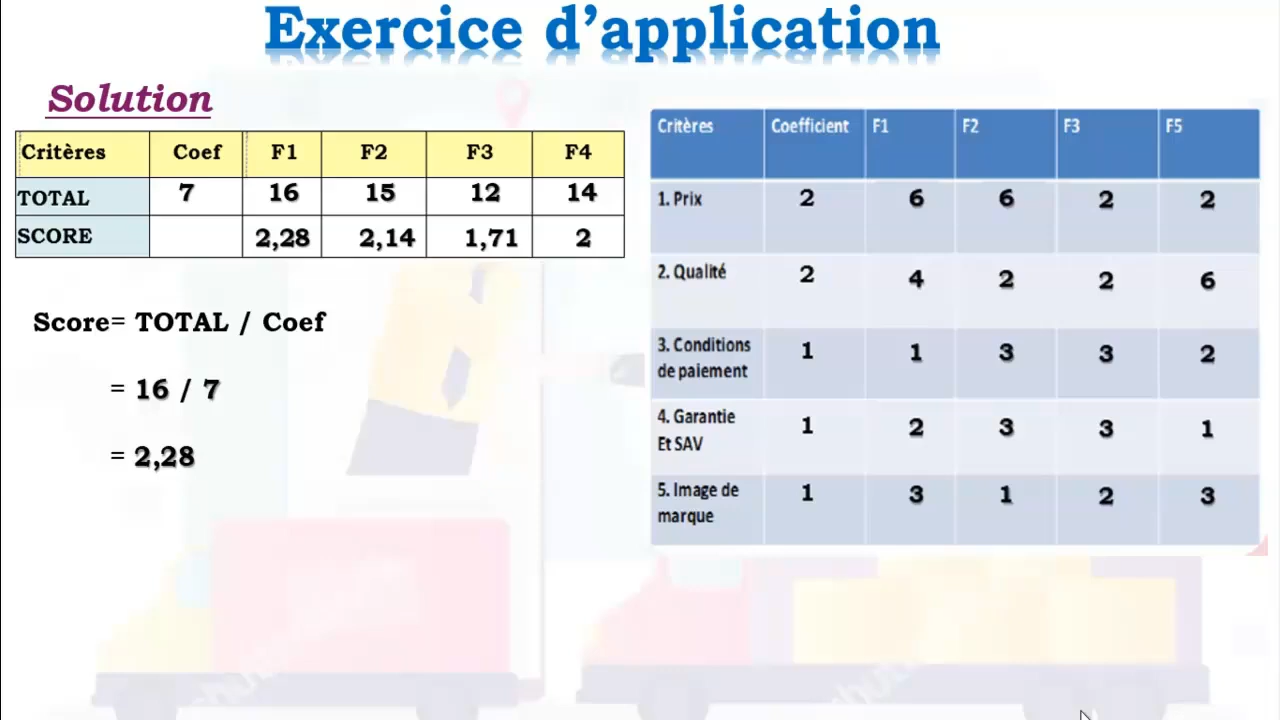 Exercice d'application
Solution
Critères Coef F1 F2 F3 F4
TOTAL 7 16 15 12 14
SCORE 2,28 2,14 1,71 2
Score= TOTAL / Coef
= 16 / 7
= 2,28
Critères Coefficient F1 F2 F3 F5
1. Prix 2 6 6 2 2
2. Qualité 2 4 2 2 6
3. Conditions
de paiement 1 1 3 3 2
4. Garantie
Et SAV 1 2 3 3 1
5. Image de
marque 1 3 1 2 3